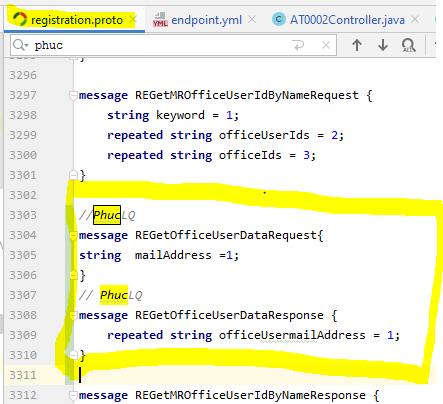 registration.proto × endpoint.yml × AT0002Controller.java
phuc
3296
3297 message REGetMROfficeUserIdByNameRequest {
3298 string keyword = 1;
3299 repeated string officeUserIds = 2;
3300 repeated string officeIds = 3;
3301 }
3302
3303 //PhucLQ
3304 message REGetOfficeUserDataRequest{
3305 string mailAddress =1;
3306 }
3307 // PhucLQ
3308 message REGetOfficeUserDataResponse {
3309 repeated string officeUsermailAddress = 1;
3310 }
3311
3312 message REGetMROfficeUserIdByNameResponse {